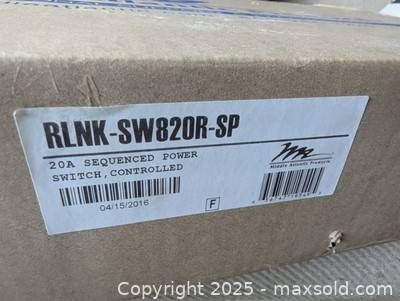 RLNK-SW820R-SP
20A SEQUENCED POWER
SWITCH, CONTROLLED
Middle Atlantic Products
04/15/2016
F
Copyright © 2025 - maxsold.com